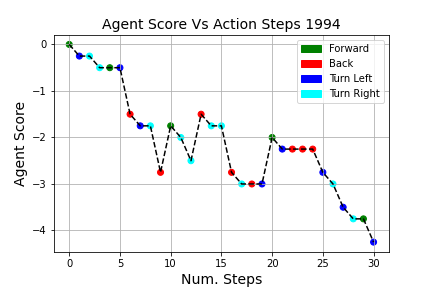 Agent Score Vs Action Steps 1994
Forward
Back
Turn Left
Turn Right
Agent Score
0
−1
−2
−3
−4
0 5 10 15 20 25 30
Num. Steps